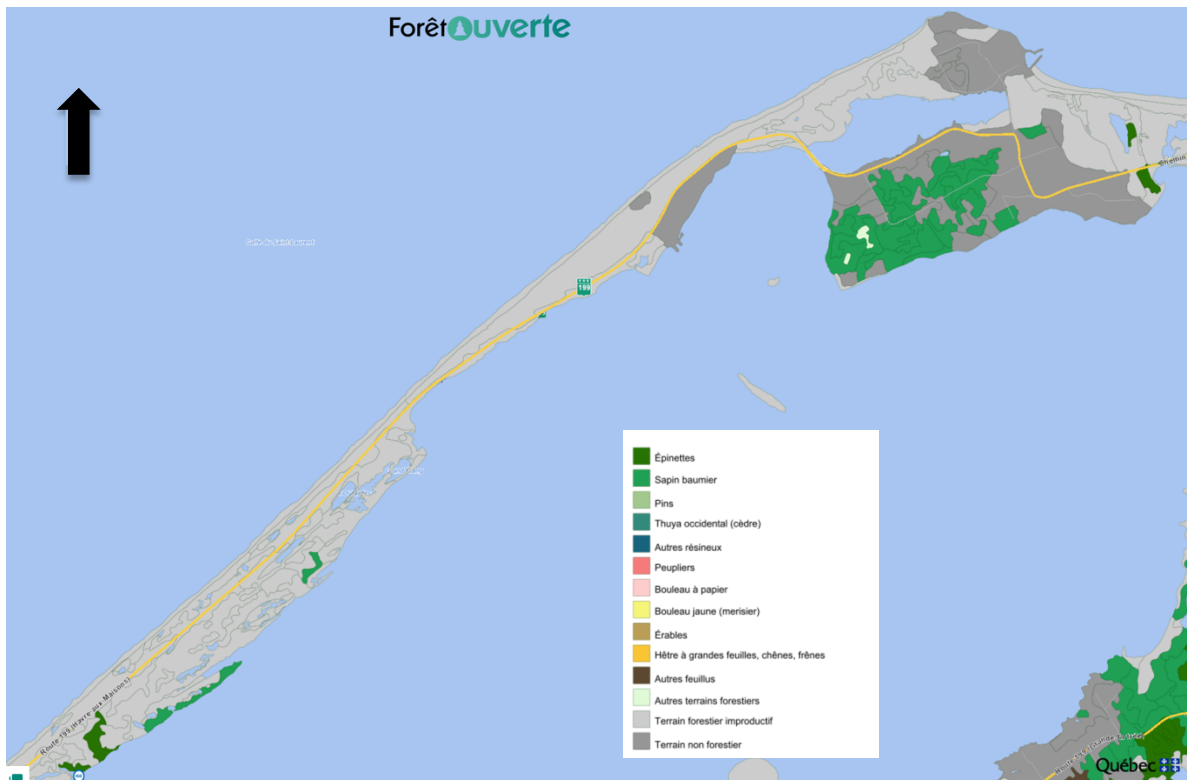 Forêt Ouverte
Chemin
Golfe du Saint-Laurent
199
Épinettes
Sapin baumier
Pins
Thuya occidental (cèdre)
Autres résineux
Peupliers
Bouleau à papier
Bouleau jaune (merisier)
Érables
Hêtre à grandes feuilles, chênes, frênes
Autres feuillus
Autres terrains forestiers
Terrain forestier improductif
Terrain non forestier
Route 199 (Havre aux Maisons)
Québec